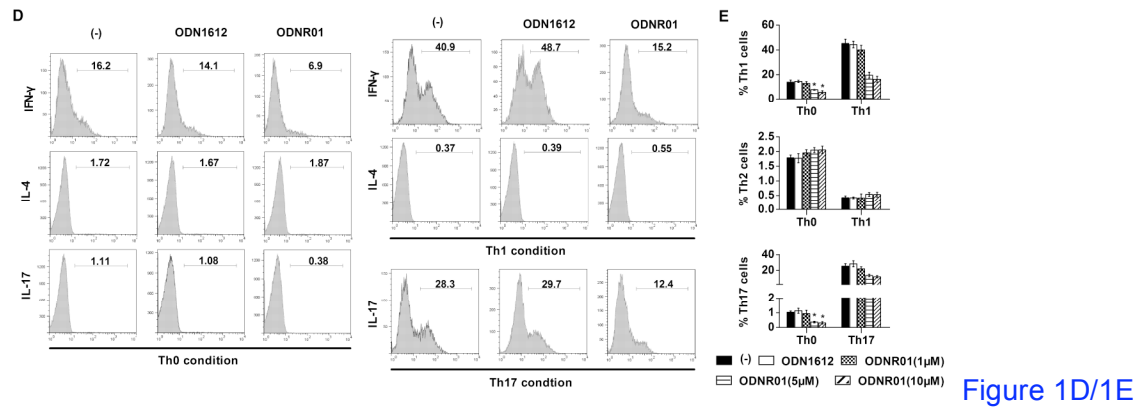 D
(-) ODN1612 ODNR01
IFN-γ
16.2 14.1 6.9
IL-4
1.72 1.67 1.87
IL-17
1.11 1.08 0.38
Th0 condition
(-) ODN1612 ODNR01
IFN-γ
40.9 48.7 15.2
IL-4
0.37 0.39 0.55
Th1 condition
IL-17
28.3 29.7 12.4
Th17 condition
E
% Th1 cells
60
40
20
0
* *
Th0 Th1
% Th2 cells
2.5
2.0
1.5
1.0
0.5
0.0
Th0 Th1
% Th17 cells
40
20
2
1
0
* *
Th0 Th17
(-) ODN1612 ODNR01(1µM)
ODNR01(5µM) ODNR01(10µM)
Figure 1D/1E